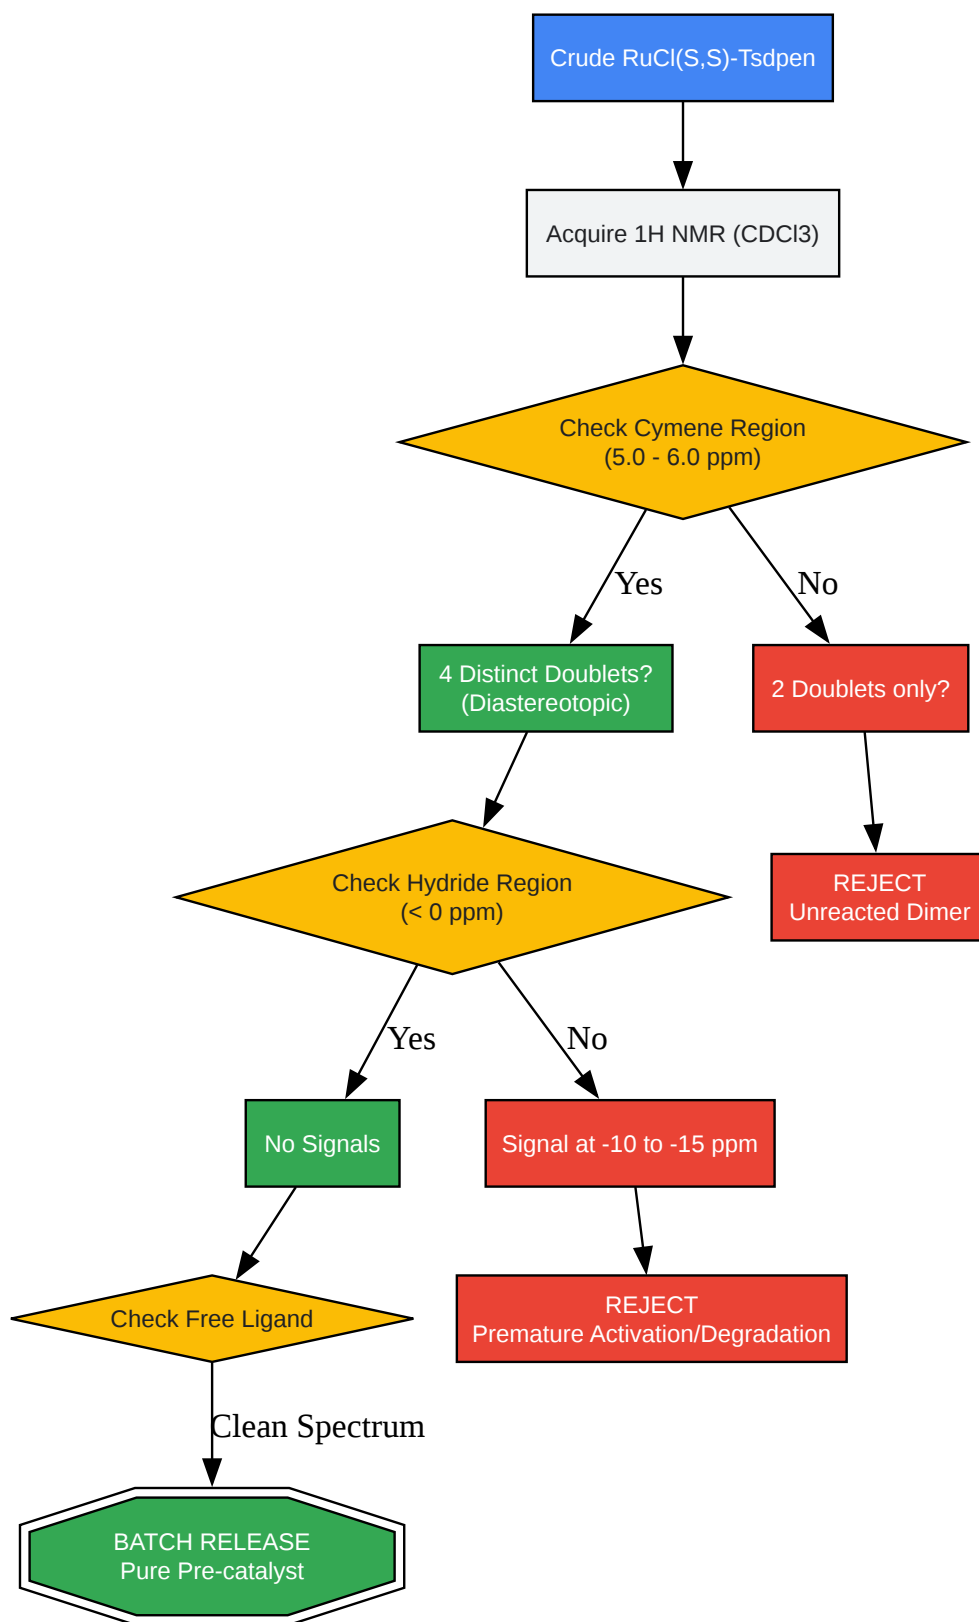 Crude RuCl(S,S)-Tsdpen
Acquire 1H NMR (CDCl3)
Check Cymene Region
(5.0 - 6.0 ppm)
Yes
No
4 Distinct Doublets?
(Diastereotopic)
2 Doublets only?
Check Hydride Region
(< 0 ppm)
REJECT
Unreacted Dimer
Yes
No
No Signals
Signal at -10 to -15 ppm
Check Free Ligand
REJECT
Premature Activation/Degradation
Clean Spectrum
BATCH RELEASE
Pure Pre-catalyst